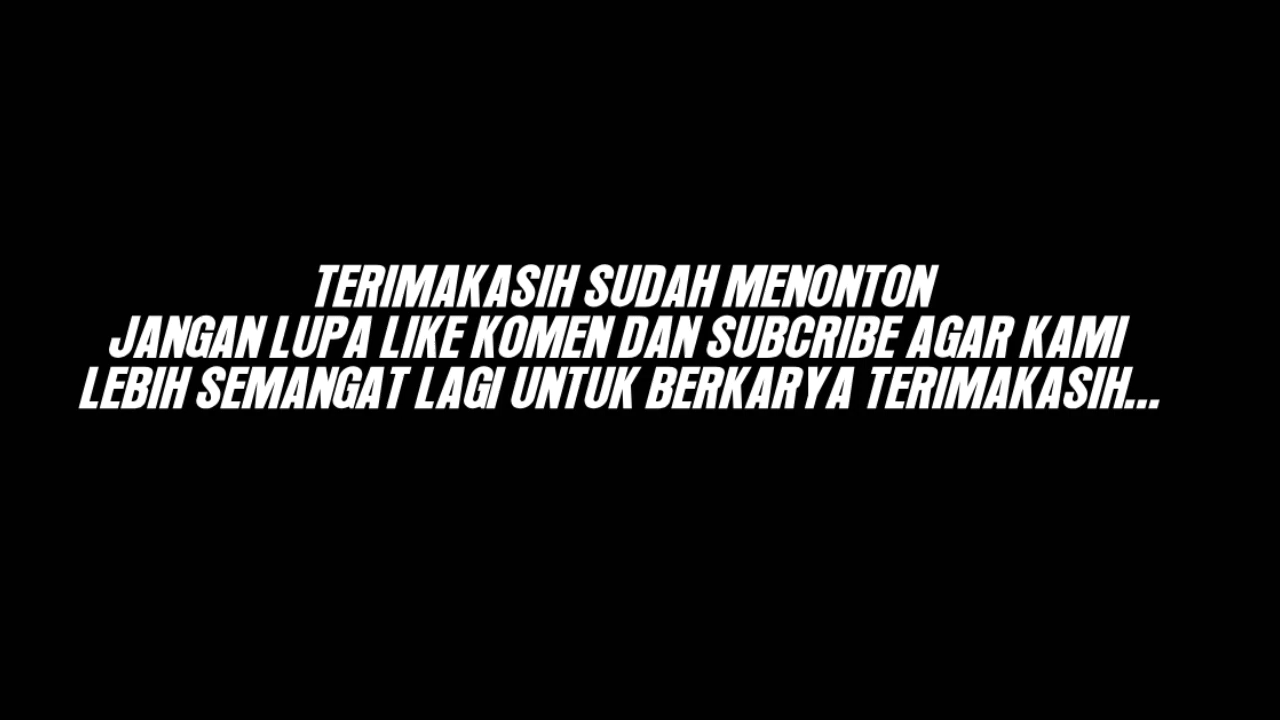 TERIMAKASIH SUDAH MENONTON
JANGAN LUPA LIKE KOMEN DAN SUBCRIBE AGAR KAMI
LEBIH SEMANGAT LAGI UNTUK BERKARYA TERIMAKASIH...